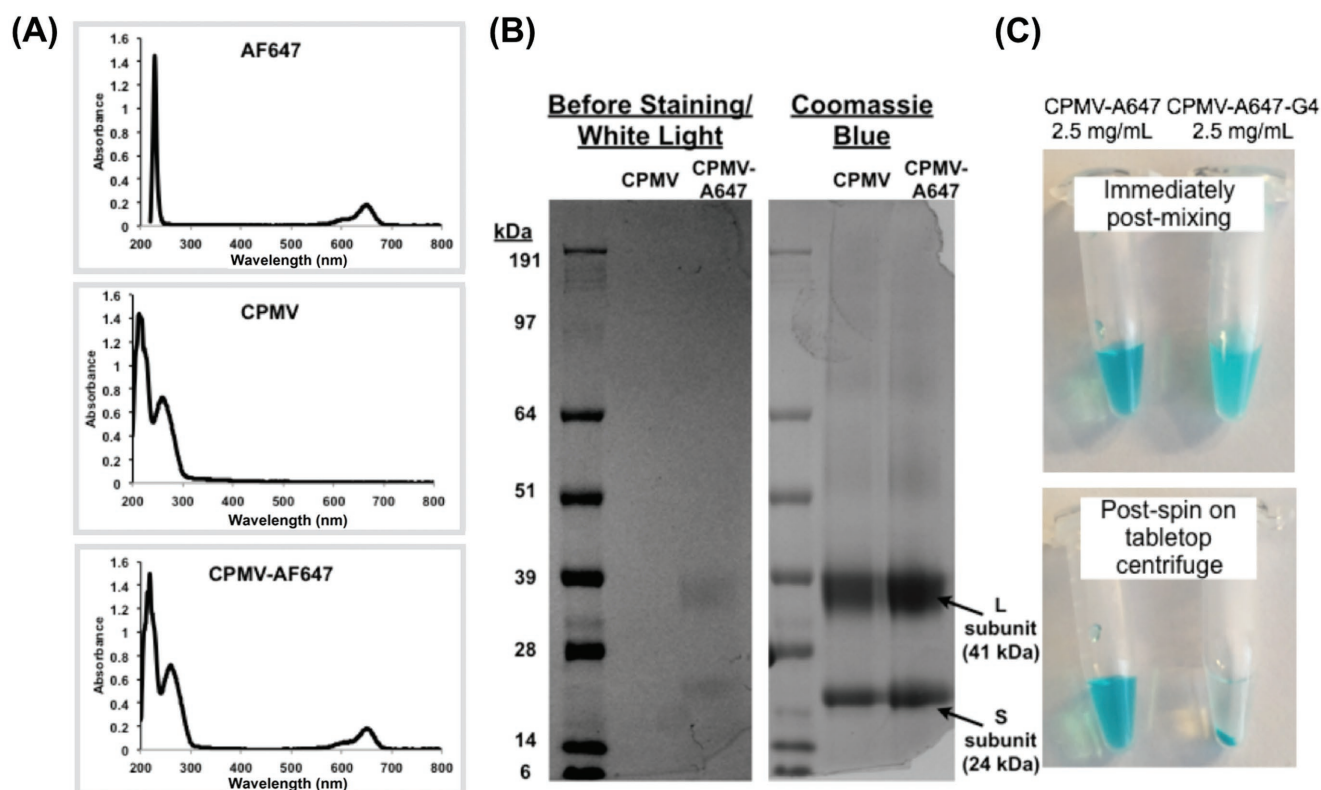 (A)
AF647
Absorbance
1.6
1.4
1.2
1
0.8
0.6
0.4
0.2
0
200 300 400 500 600 700 800
Wavelength (nm)
CPMV
Absorbance
1.6
1.4
1.2
1
0.8
0.6
0.4
0.2
0
200 300 400 500 600 700 800
Wavelength (nm)
CPMV-AF647
Absorbance
1.6
1.4
1.2
1
0.8
0.6
0.4
0.2
0
200 300 400 500 600 700 800
Wavelength (nm)
(B)
Before Staining/
White Light
CPMV CPMV-
A647
Coomassie
Blue
CPMV CPMV-
A647
kDa
191
97
64
51
39
28
14
6
L
subunit
(41 kDa)
S
subunit
(24 kDa)
(C)
CPMV-A647 CPMV-A647-G4
2.5 mg/mL 2.5 mg/mL
Immediately
post-mixing
Post-spin on
tabletop
centrifuge